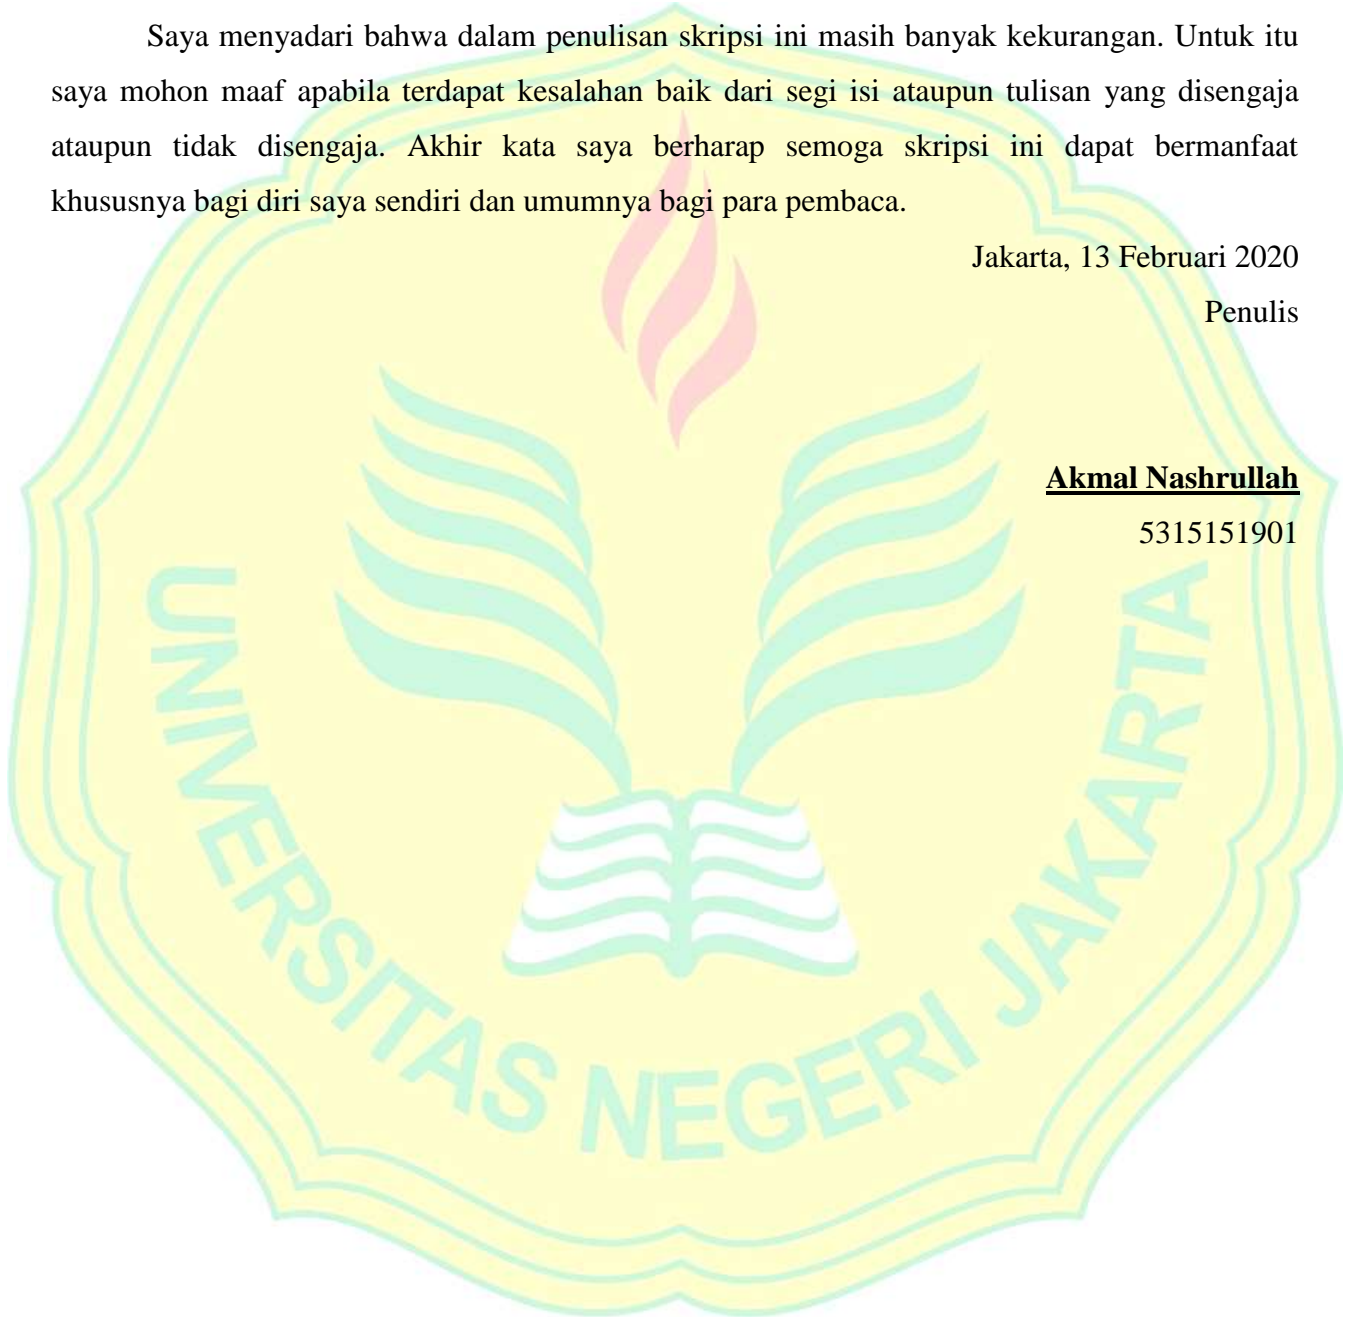 Saya menyadari bahwa dalam penulisan skripsi ini masih banyak kekurangan. Untuk itu
saya mohon maaf apabila terdapat kesalahan baik dari segi isi ataupun tulisan yang disengaja
ataupun tidak disengaja. Akhir kata saya berharap semoga skripsi ini dapat bermanfaat
khususnya bagi diri saya sendiri dan umumnya bagi para pembaca.
Jakarta, 13 Februari 2020
Penulis
Akmal Nashrullah
5315151901
UNIVERSITAS NEGERI JAKARTA